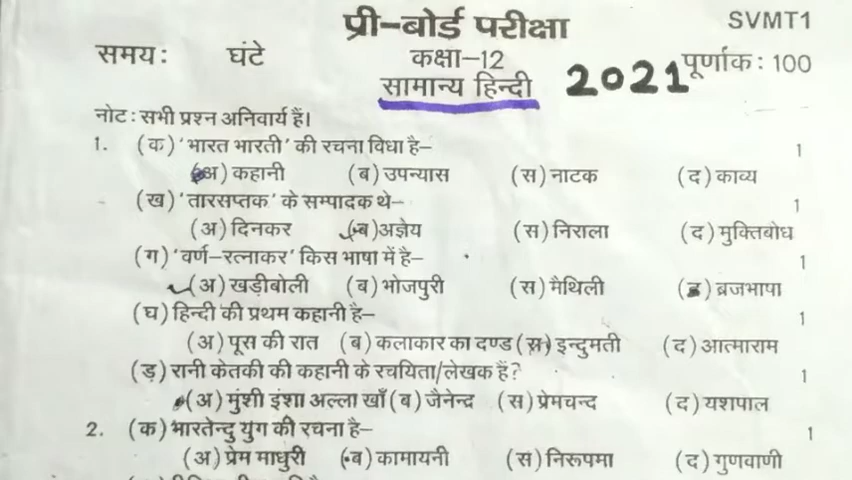 प्री-बोर्ड परीक्षा SVMT1
समय: घंटे कक्षा-12 पूर्णाक: 100
सामान्य हिन्दी 2021
नोट: सभी प्रश्न अनिवार्य हैं।
1. (क) 'भारत भारती' की रचना विधा है– 1
(अ) कहानी (ब) उपन्यास (स) नाटक (द) काव्य
(ख) 'तारसप्तक' के सम्पादक थे– 1
(अ) दिनकर (ब) अज्ञेय (स) निराला (द) मुक्तिबोध
(ग) 'वर्ण-रत्नाकर' किस भाषा में है– 1
(अ) खड़ीबोली (ब) भोजपुरी (स) मैथिली (द) ब्रजभाषा
(घ) हिन्दी की प्रथम कहानी है– 1
(अ) पूस की रात (ब) कलाकार का दण्ड (स) इन्दुमती (द) आत्माराम
(ड़) रानी केतकी की कहानी के रचयिता/लेखक हैं? 1
(अ) मुंशी इंशा अल्ला खाँ (ब) जैनेन्द्र (स) प्रेमचन्द (द) यशपाल
2. (क) भारतेन्दु युग की रचना है– 1
(अ) प्रेम माधुरी (ब) कामायनी (स) निरूपमा (द) गुणवाणी